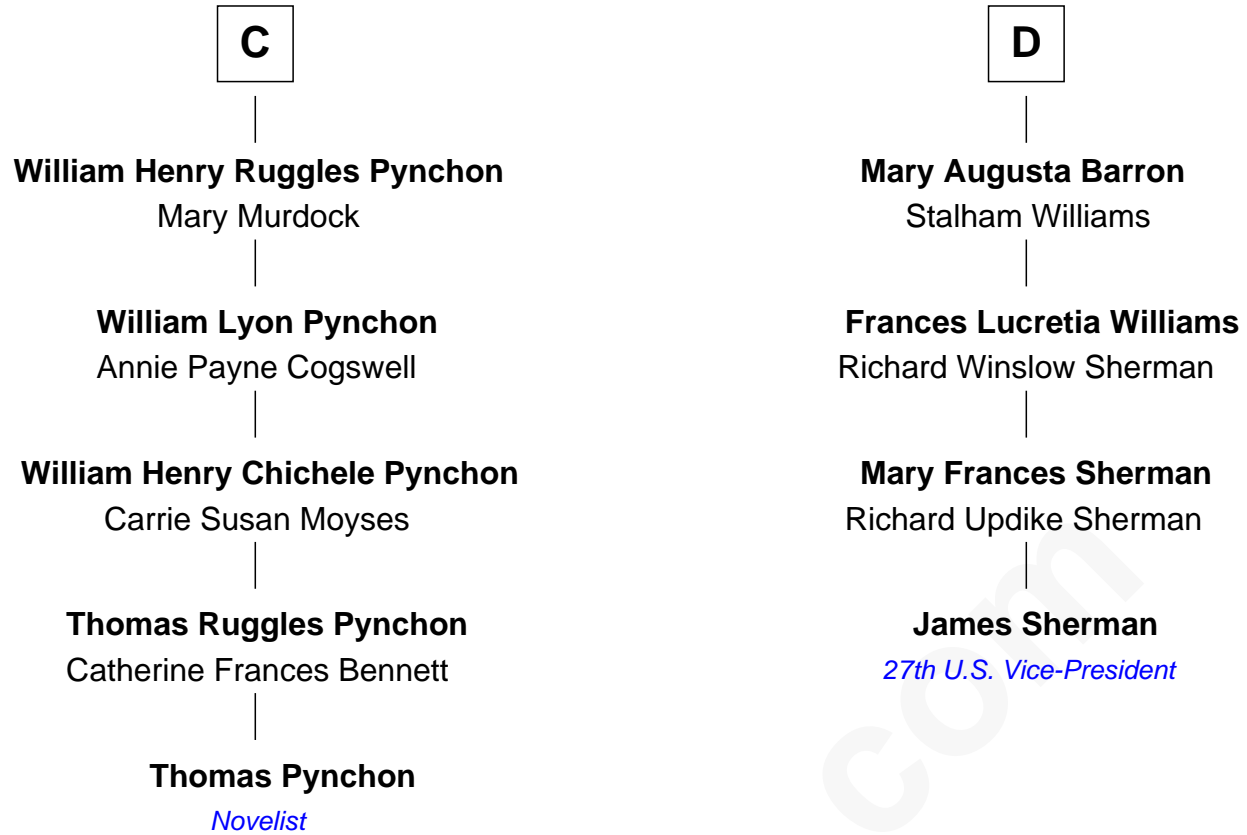 C
William Henry Ruggles Pynchon
Mary Murdock
William Lyon Pynchon
Annie Payne Cogswell
William Henry Chichele Pynchon
Carrie Susan Moyses
Thomas Ruggles Pynchon
Catherine Frances Bennett
Thomas Pynchon
Novelist
D
Mary Augusta Barron
Stalham Williams
Frances Lucretia Williams
Richard Winslow Sherman
Mary Frances Sherman
Richard Updike Sherman
James Sherman
27th U.S. Vice-President
com